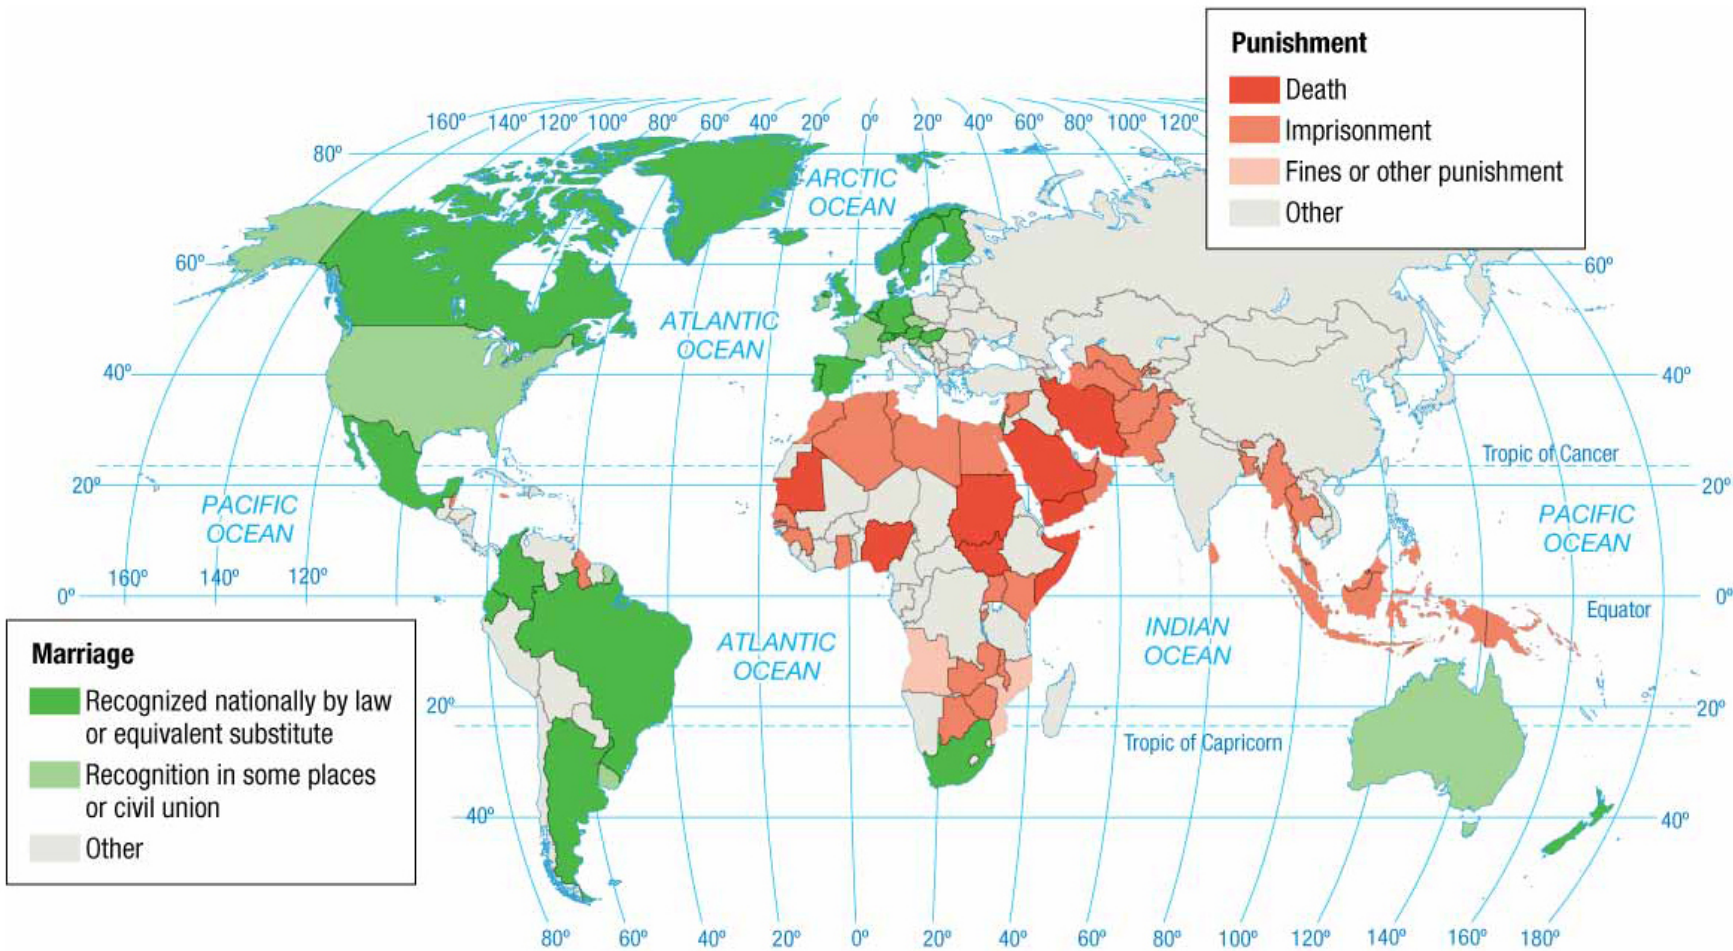 Punishment
Death
Imprisonment
Fines or other punishment
Other
160º 140º 120º 100º 80º 60º 40º 20º 0º 20º 40º 60º 80º 100º 120º
80º
ARCTIC
OCEAN
60º
60º
ATLANTIC
OCEAN
40º
40º
Tropic of Cancer
20º
20º
PACIFIC
OCEAN
PACIFIC
OCEAN
160º 140º 120º
0º
0º
Equator
ATLANTIC
OCEAN
INDIAN
OCEAN
Marriage
Recognized nationally by law
or equivalent substitute
Recognition in some places
or civil union
Other
20º
20º
Tropic of Capricorn
40º
40º
80º 60º 40º 20º 0º 20º 40º 60º 80º 100º 120º 140º 160º 180º